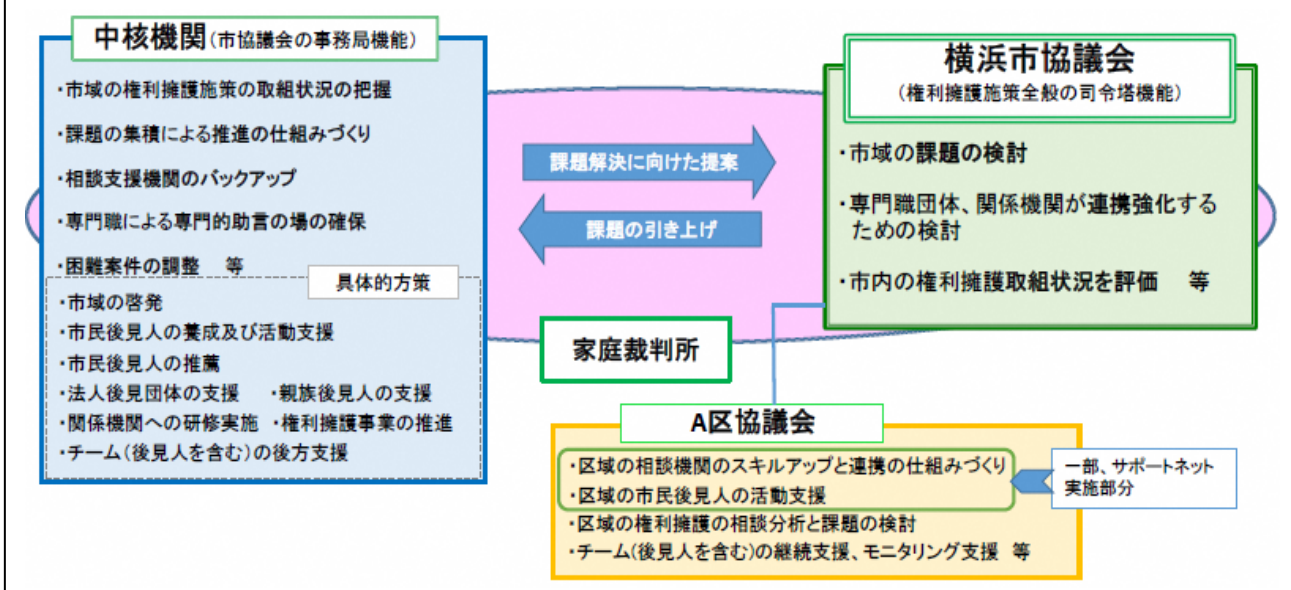 中核機関(市協議会の事務局機能)
・市域の権利擁護施策の取組状況の把握
・課題の集積による推進の仕組みづくり
・相談支援機関のバックアップ
・専門職による専門的助言の場の確保
・困難案件の調整 等
具体的方策
・市域の啓発
・市民後見人の養成及び活動支援
・市民後見人の推薦
・法人後見団体の支援 ・親族後見人の支援
・関係機関への研修実施 ・権利擁護事業の推進
・チーム(後見人を含む)の後方支援
課題解決に向けた提案
課題の引き上げ
横浜市協議会
(権利擁護施策全般の司令塔機能)
・市域の課題の検討
・専門職団体、関係機関が連携強化する
ための検討
・市内の権利擁護取組状況を評価 等
家庭裁判所
A区協議会
・区域の相談機関のスキルアップと連携の仕組みづくり
・区域の市民後見人の活動支援
・区域の権利擁護の相談分析と課題の検討
・チーム(後見人を含む)の継続支援、モニタリング支援 等
一部、サポートネット
実施部分